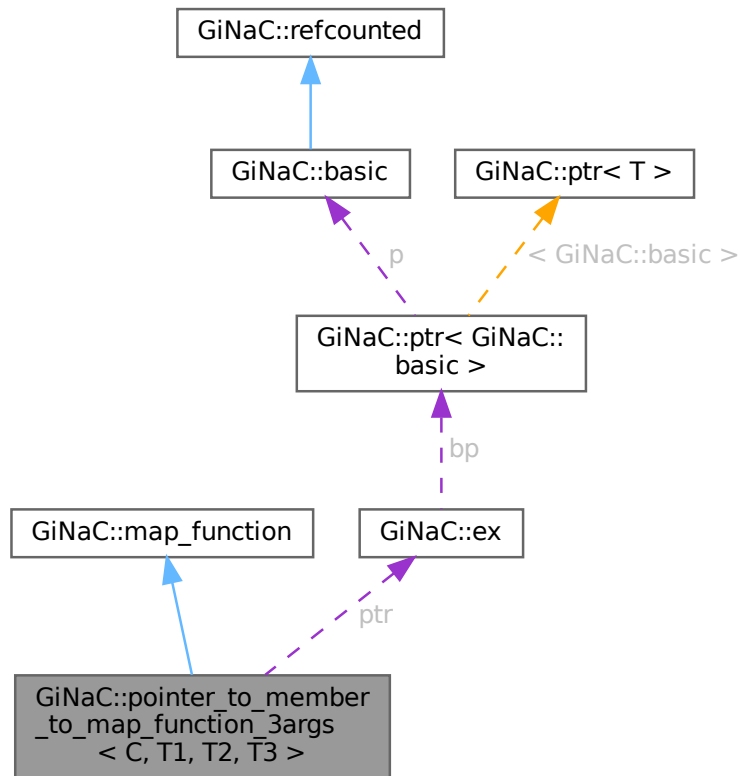 GiNaC::refcounted
GiNaC::basic
GiNaC::ptr< T >
p
< GiNaC::basic >
GiNaC::ptr< GiNaC::
basic >
bp
GiNaC::map_function
GiNaC::ex
ptr
GiNaC::pointer_to_member
_to_map_function_3args
< C, T1, T2, T3 >